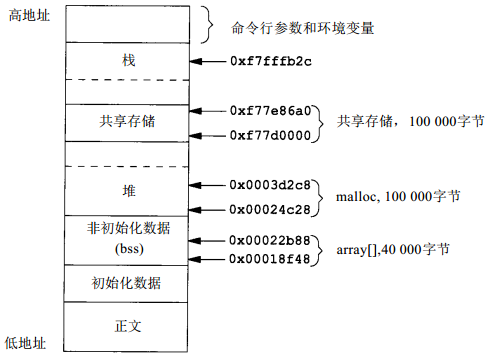 高地址
命令行参数和环境变量
栈
0xf7fffb2c
0xf77e86a0
共享存储
共享存储， 100 000字节
0xf77d0000
0x0003d2c8
堆
malloc, 100 000字节
0x00024c28
非初始化数据
(bss)
0x00022b88
array[],40 000字节
0x00018f48
初始化数据
正文
低地址